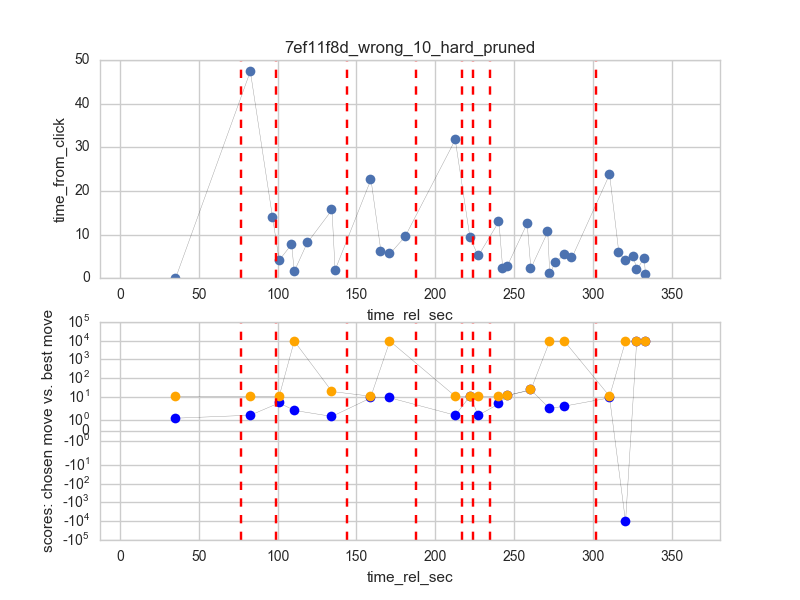 7ef11f8d_wrong_10_hard_pruned
50
40
30
20
10
0
time_from_click
0 50 100 150 200 250 300 350
time_rel_sec
10^5
10^4
10^3
10^2
10^1
10^0
0
-10^0
-10^1
-10^2
-10^3
-10^4
-10^5
scores: chosen move vs. best move
0 50 100 150 200 250 300 350
time_rel_sec